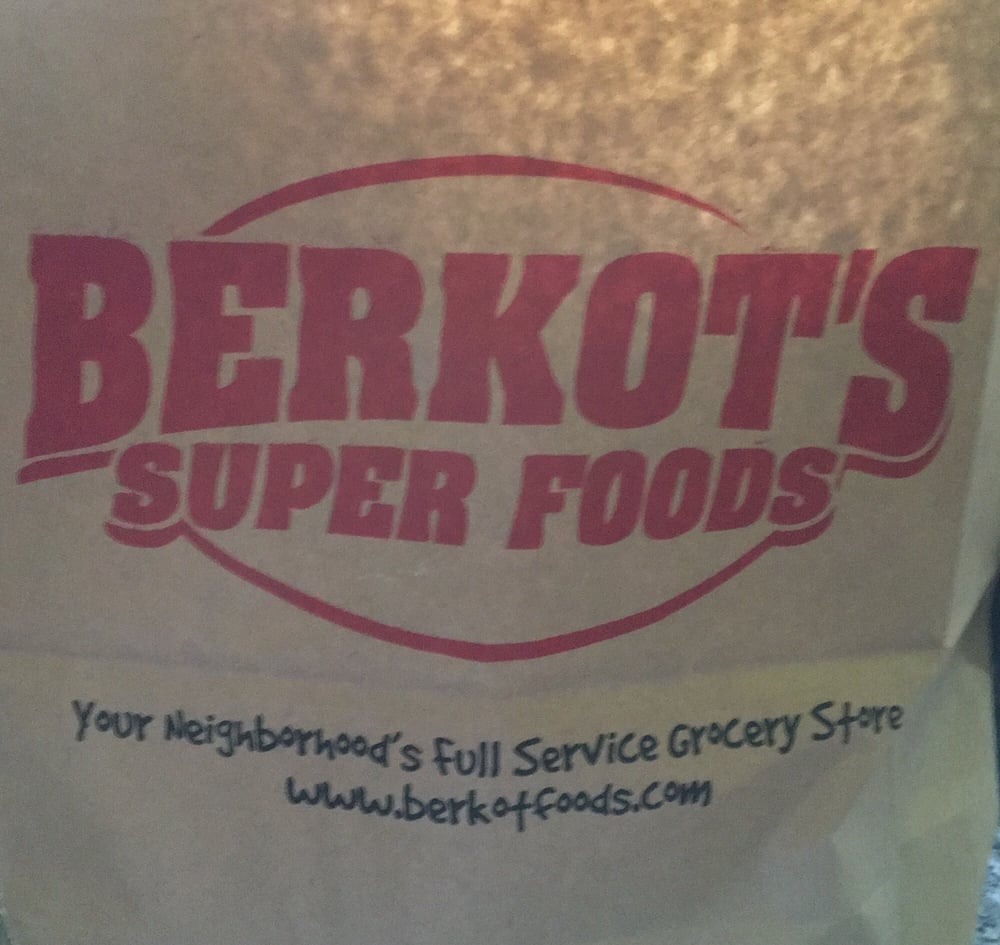 BERKOT'S
SUPER FOODS
Your Neighborhood's Full Service Grocery Store
www.berkotfoods.com